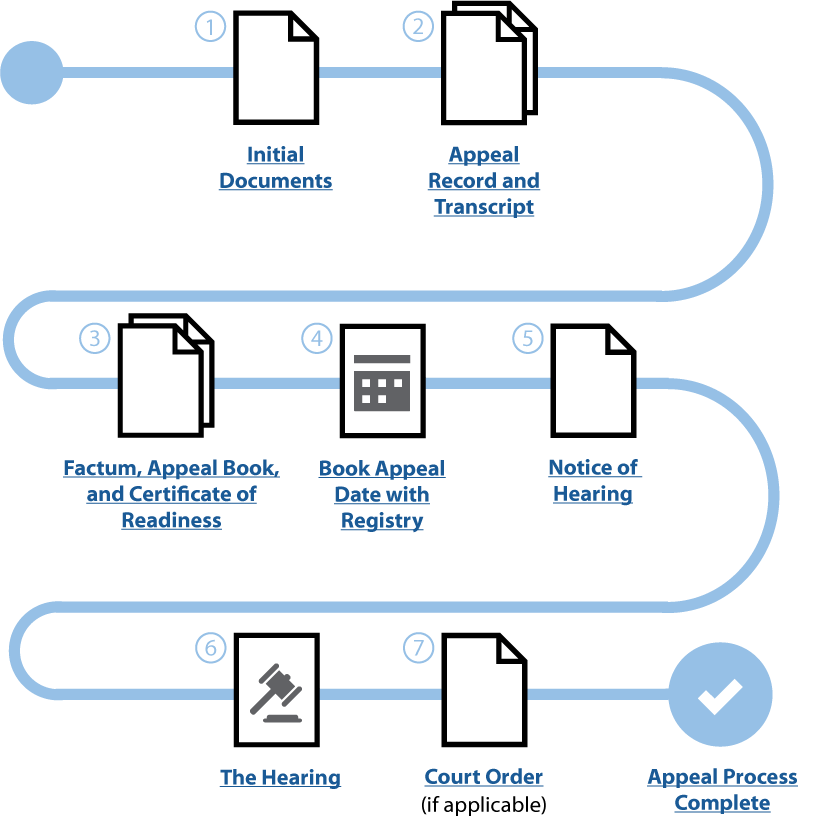 1
2
Initial
Documents
Appeal
Record and
Transcript
3
4
5
Factum, Appeal Book,
and Certificate of
Readiness
Book Appeal
Date with
Registry
Notice of
Hearing
6
7
The Hearing
Court Order
(if applicable)
Appeal Process
Complete